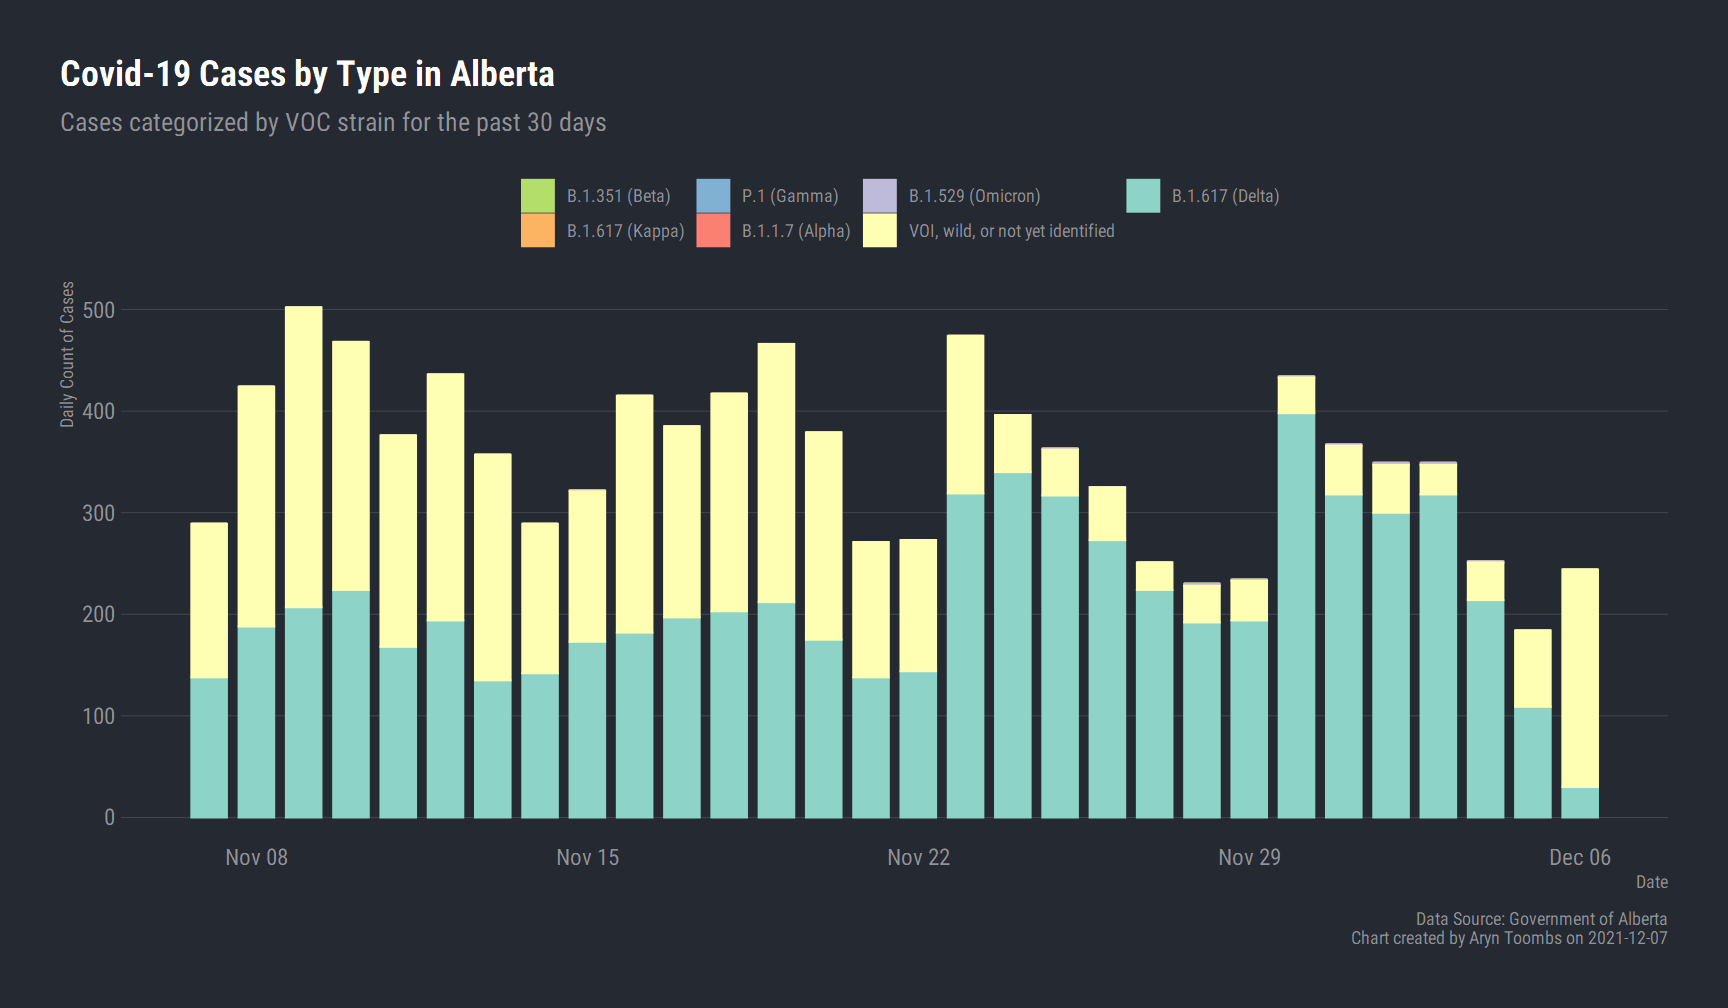 Covid-19 Cases by Type in Alberta
Cases categorized by VOC strain for the past 30 days
B.1.351 (Beta) P.1 (Gamma) B.1.529 (Omicron) B.1.617 (Delta)
B.1.617 (Kappa) B.1.1.7 (Alpha) VOI, wild, or not yet identified
Daily Count of Cases
500
400
300
200
100
0
Nov 08 Nov 15 Nov 22 Nov 29 Dec 06
Date
Data Source: Government of Alberta
Chart created by Aryn Toombs on 2021-12-07